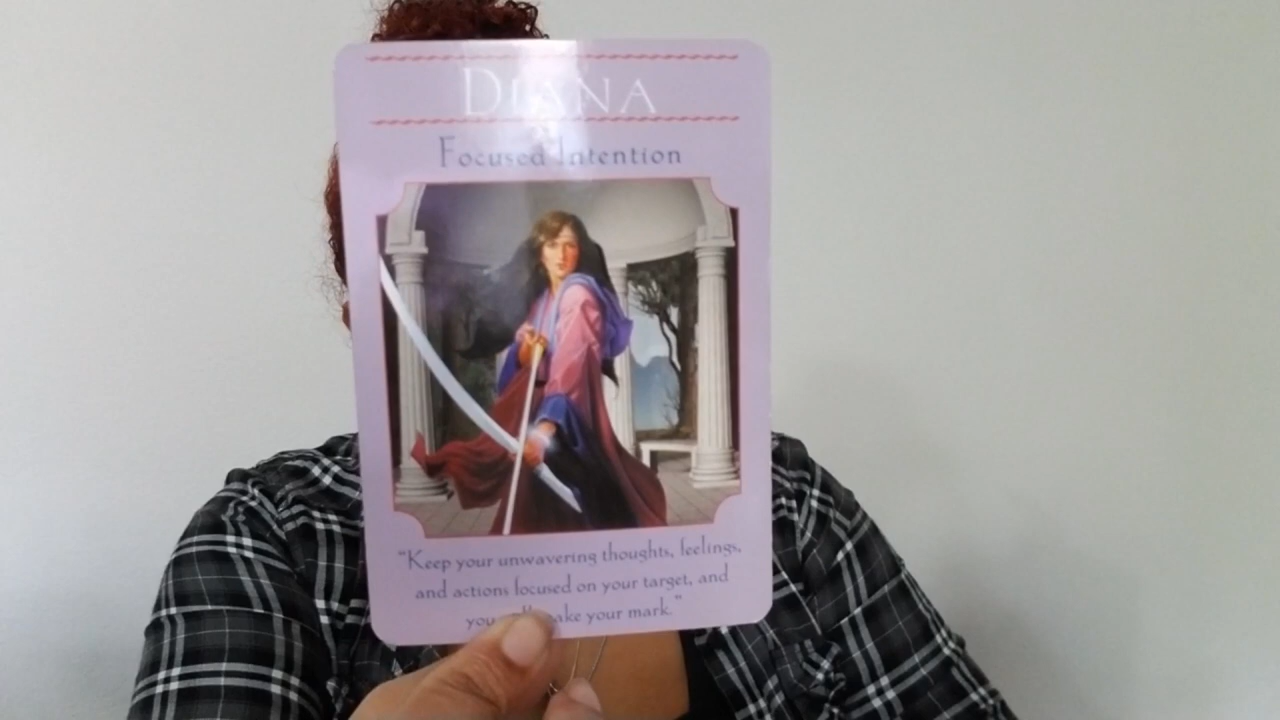 DIANA
Focused Intention
“Keep your unwavering thoughts, feelings,
and actions focused on your target, and
you make your mark.”